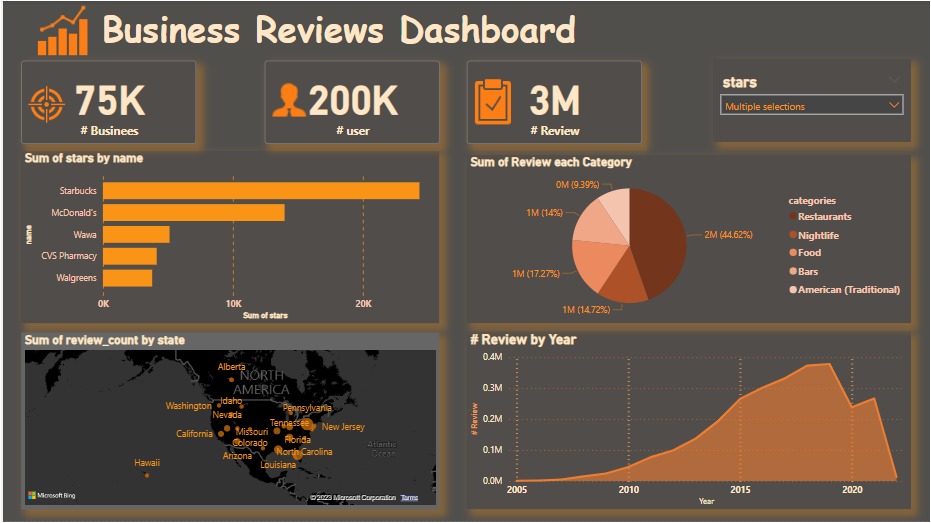 Business Reviews Dashboard
75K
# Businees
200K
# user
3M
# Review
stars
Multiple selections
Sum of stars by name
name
Starbucks
McDonald's
Wawa
CVS Pharmacy
Walgreens
0K 10K 20K
Sum of stars
Sum of Review each Category
0M (9.39%)
1M (14%)
1M (17.27%)
1M (14.72%)
2M (44.62%)
categories
Restaurants
Nightlife
Food
Bars
American (Traditional)
Sum of review_count by state
Alberta
NORTH
AMERICA
Washington
Idaho
Nevada
Pennsylvania
California
Missouri
Tennessee
New Jersey
Colorado
Florida
Arizona
North Carolina
Louisiana
Hawaii
Atlantic
Ocean
Microsoft Bing
© 2023 Microsoft Corporation Terms
# Review by Year
# Review
0.4M
0.3M
0.2M
0.1M
0.0M
2005 2010 2015 2020
Year